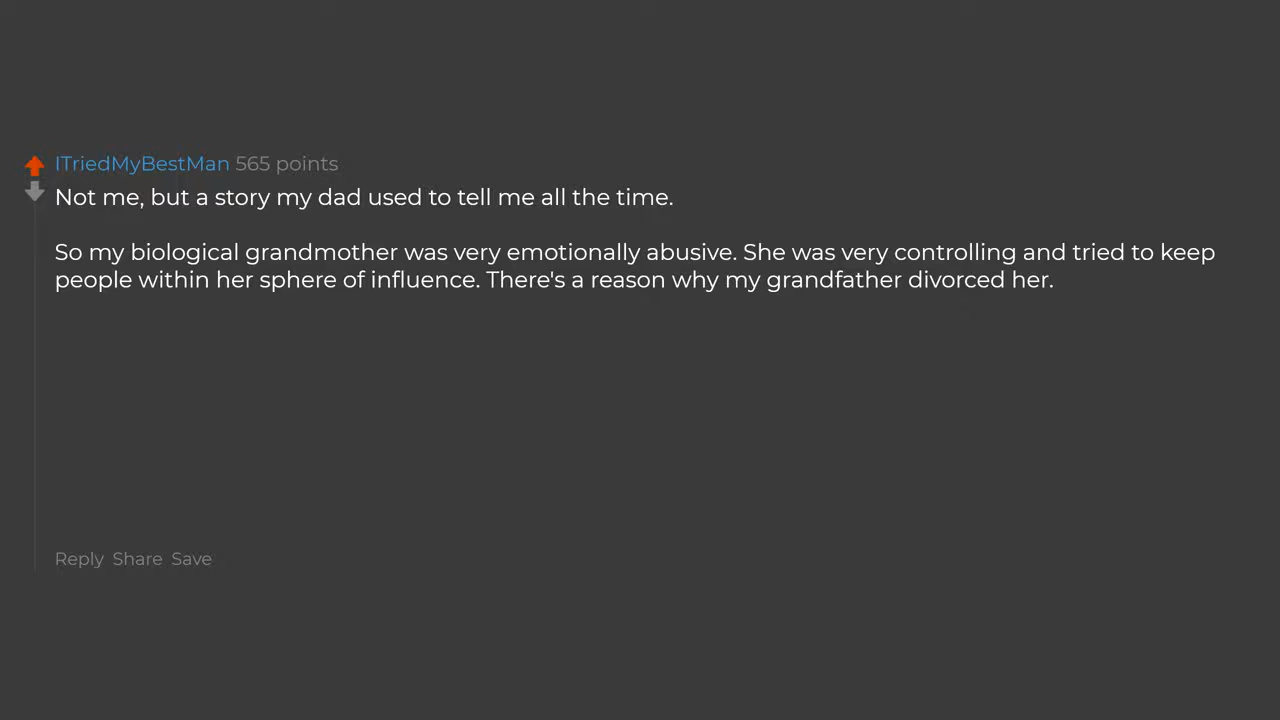 ITriedMyBestMan 565 points
Not me, but a story my dad used to tell me all the time.
So my biological grandmother was very emotionally abusive. She was very controlling and tried to keep
people within her sphere of influence. There's a reason why my grandfather divorced her.
Reply Share Save